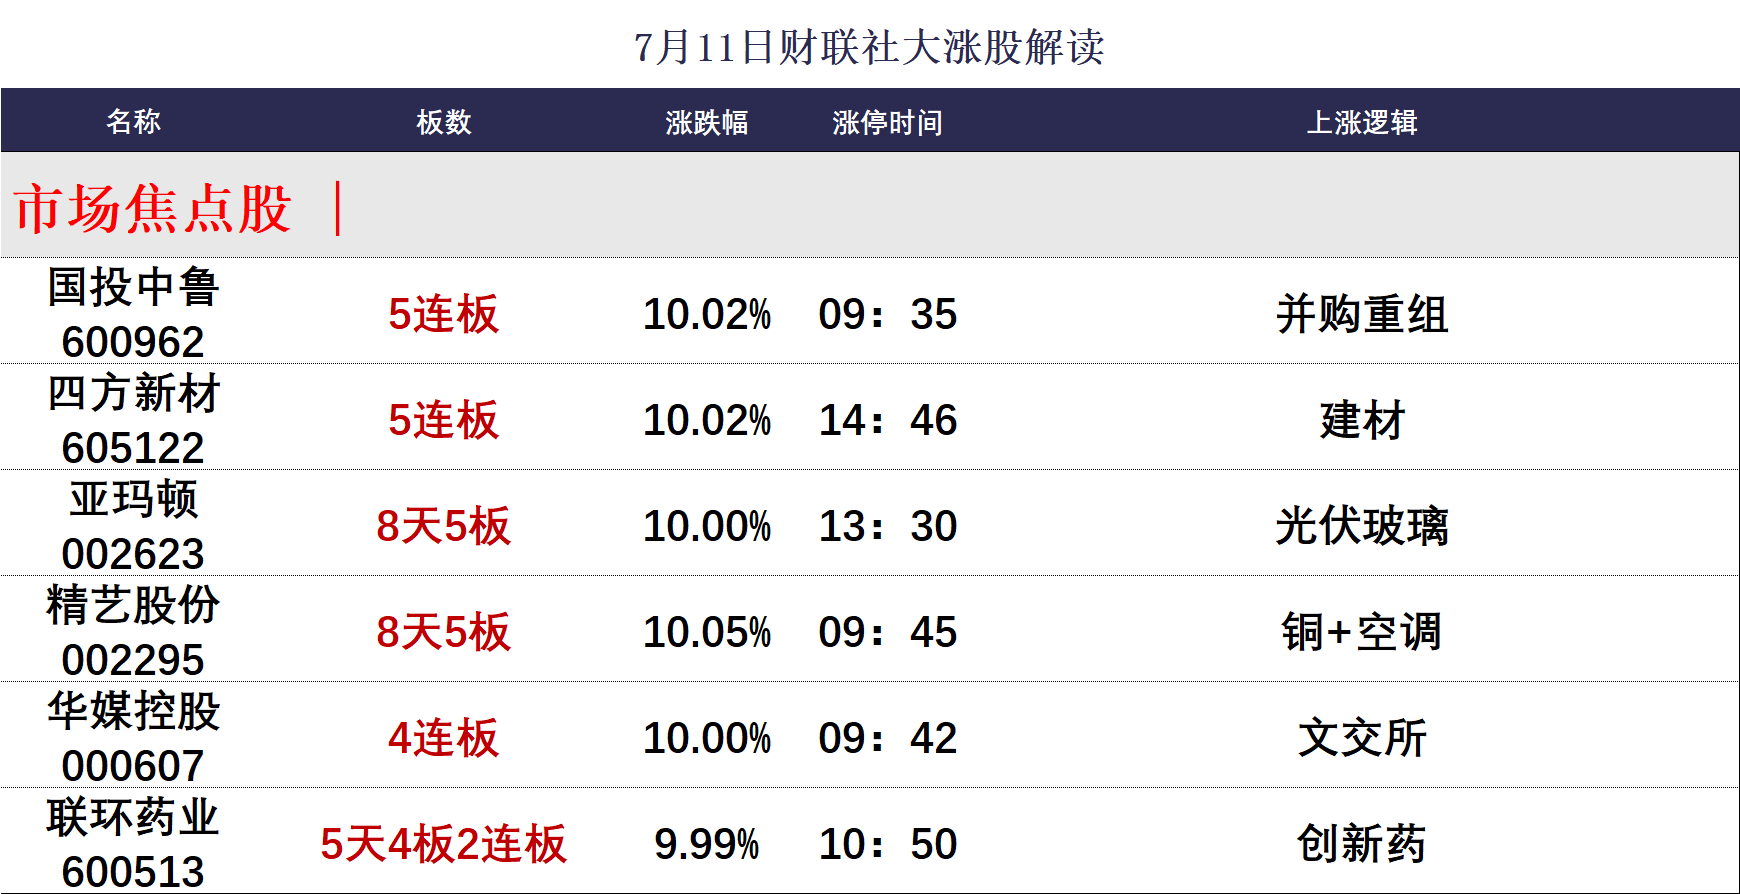 7月11日财联社大涨股解读
名称 板数 涨跌幅 涨停时间 上涨逻辑
市场焦点股 ｜
国投中鲁
600962 5连板 10.02% 09：35 并购重组
四方新材
605122 5连板 10.02% 14：46 建材
亚玛顿
002623 8天5板 10.00% 13：30 光伏玻璃
精艺股份
002295 8天5板 10.05% 09：45 铜+空调
华媒控股
000607 4连板 10.00% 09：42 文交所
联环药业
600513 5天4板2连板 9.99% 10：50 创新药